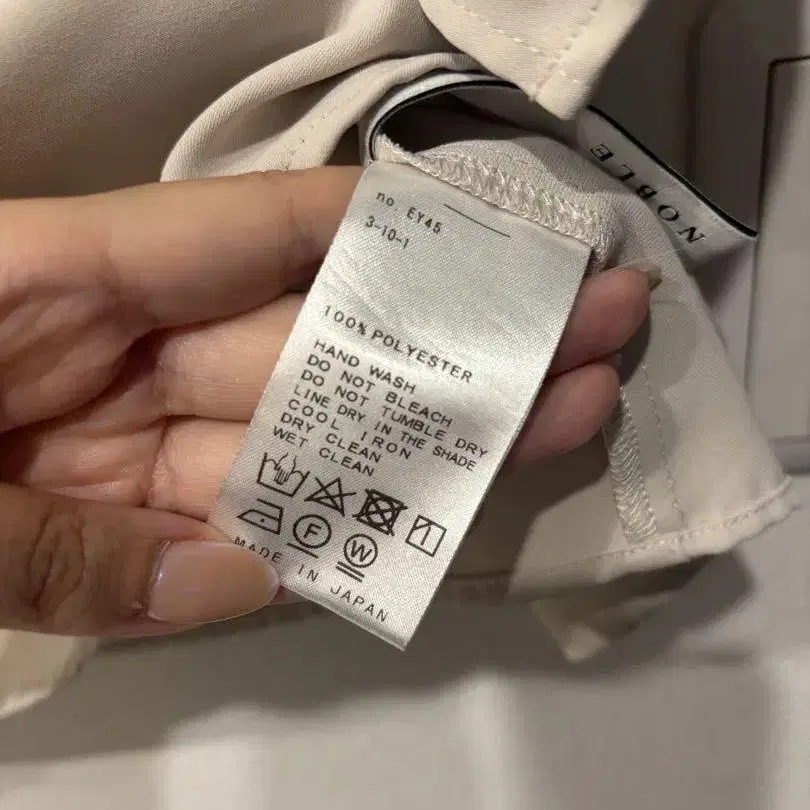 NOBLE
no. EY45
3-10-1
100% POLYESTER
HAND WASH
DO NOT BLEACH
DO NOT TUMBLE DRY
LINE DRY IN THE SHADE
COOL IRON
DRY CLEAN
WET CLEAN
F
W
MADE IN JAPAN